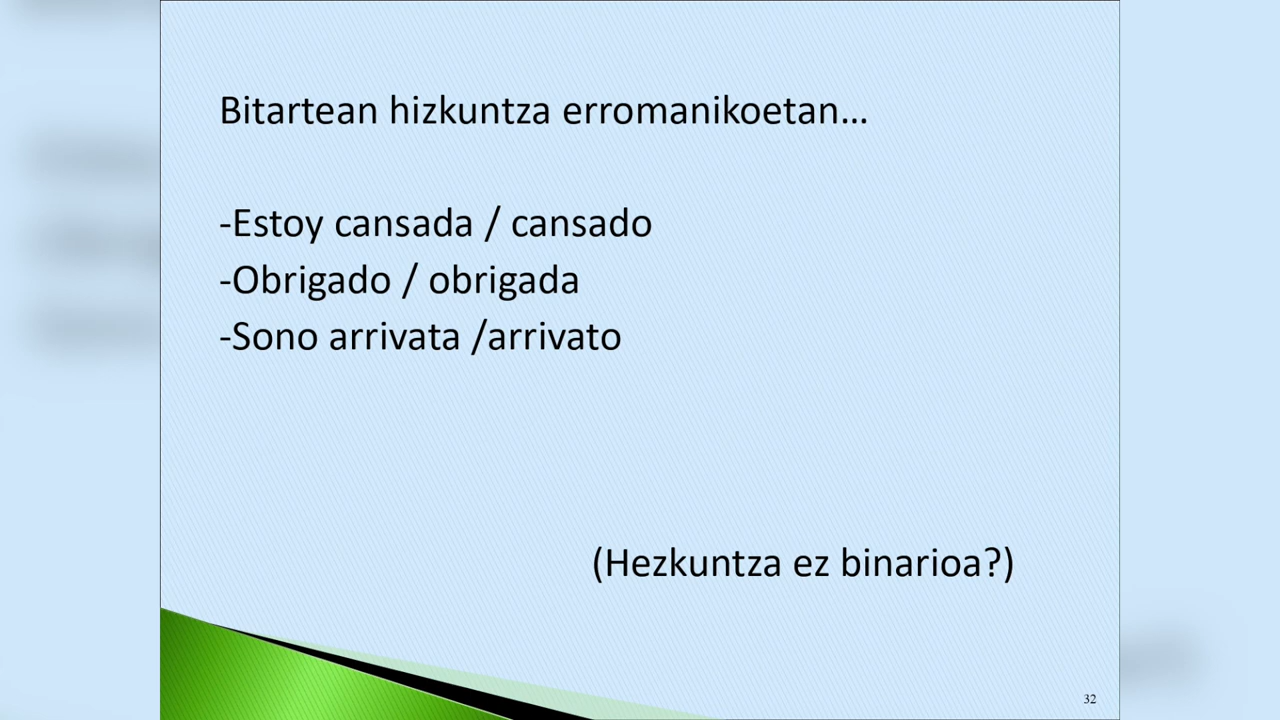 Bitartean hizkuntza erromanikoetan...
-Estoy cansada / cansado
-Obrigado / obrigada
-Sono arrivata /arrivato
(Hezkuntza ez binarioa?)
32